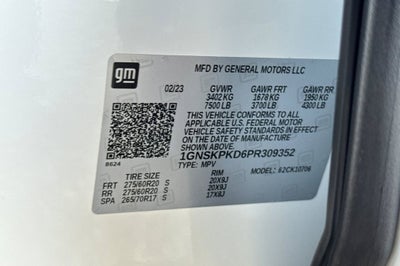 gm
MFD BY GENERAL MOTORS LLC
02/23 GVWR GAWR FRT GAWR RR
3402 KG 1678 KG 1950 KG
7500 LB 3700 LB 4300 LB
THIS VEHICLE CONFORMS TO ALL
APPLICABLE U.S. FEDERAL MOTOR
VEHICLE SAFETY STANDARDS IN EFFECT ON THE
DATE OF MANUFACTURE SHOWN ABOVE.
1GNSKPKD6PR309352
8624 TYPE: MPV 62CK10706
TIRE SIZE RIM
FRT 275/60R20 S 20X9J
RR 275/60R20 S 20X9J
SPA 265/70R17 S 17X8J